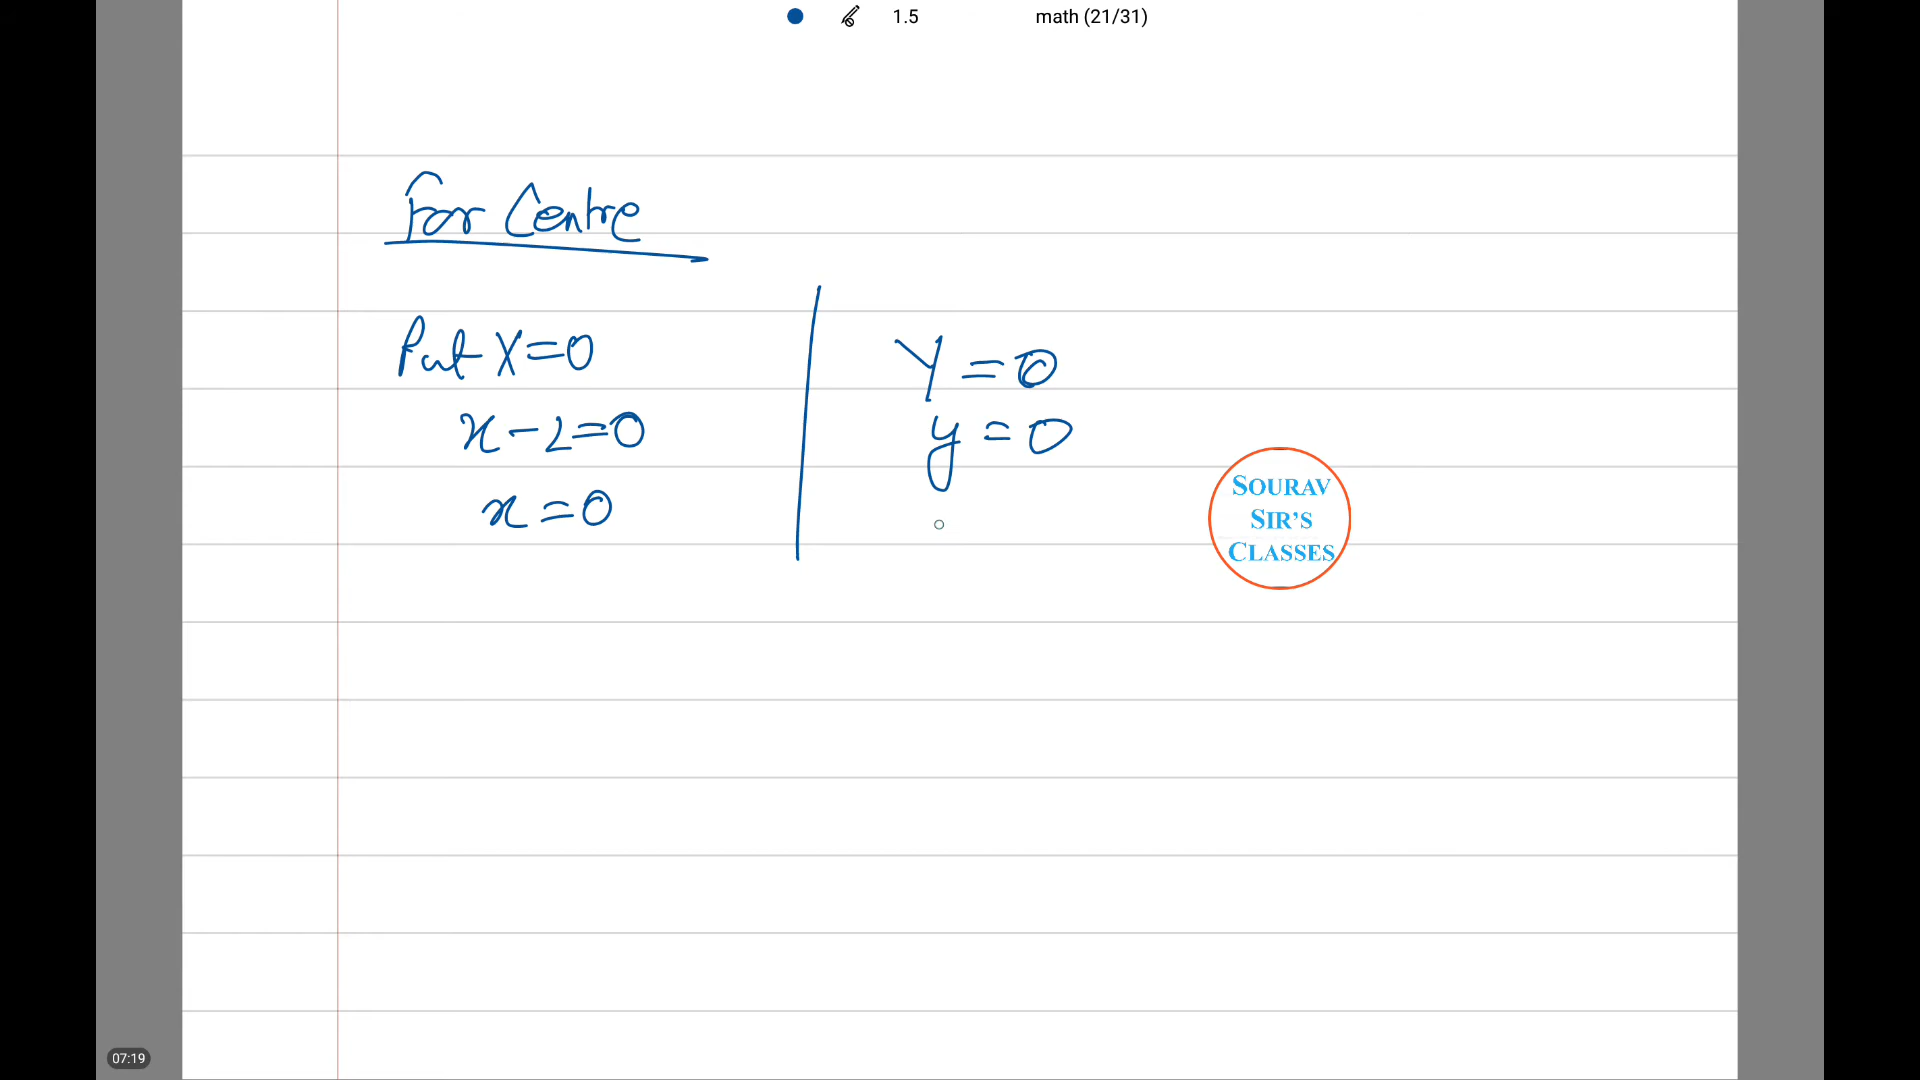 1.5 math (21/31)
For Centre
Put X=0
x-2=0
x=0
Y=0
y=0
SOURAV
SIR'S
CLASSES
07:19